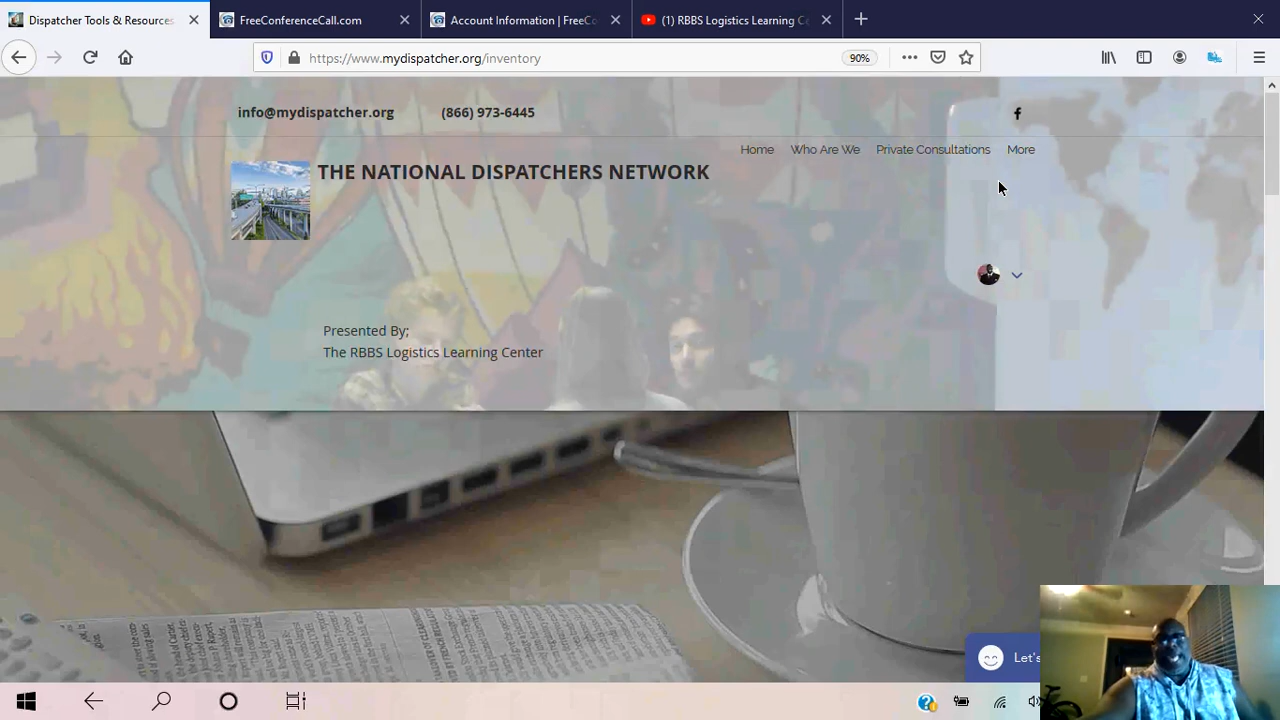 Dispatcher Tools & Resources
FreeConferenceCall.com
Account Information | FreeCo
(1) RBBS Logistics Learning Ce
https://www.mydispatcher.org/inventory
90%
info@mydispatcher.org
(866) 973-6445
Home
Who Are We
Private Consultations
More
THE NATIONAL DISPATCHERS NETWORK
Presented By;
The RBBS Logistics Learning Center
Let's